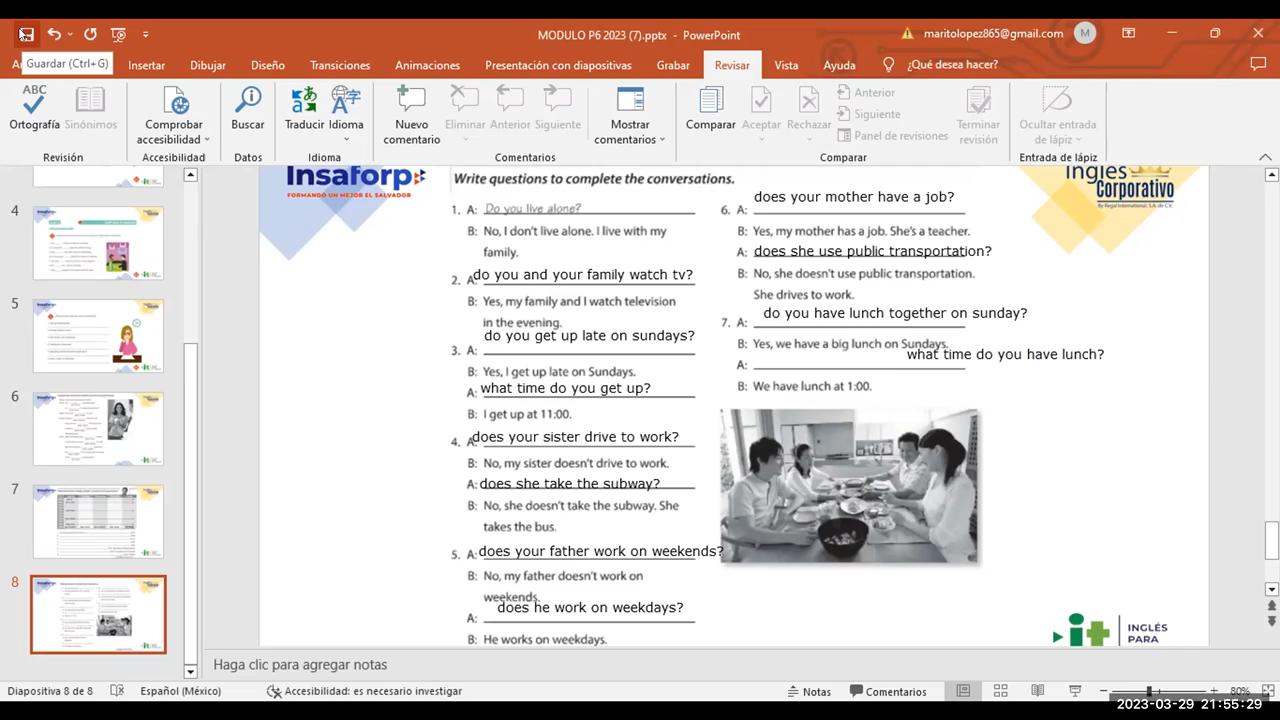 MODULO P6 2023 (7).pptx - PowerPoint
maritolopez865@gmail.com
M
Guardar (Ctrl+G)
Insertar
Dibujar
Diseño
Transiciones
Animaciones
Presentación con diapositivas
Grabar
Revisar
Vista
Ayuda
¿Qué desea hacer?
ABC
Ortografía
Sinónimos
Comprobar accesibilidad
Buscar
Traducir
Idioma
Nuevo comentario
Eliminar
Anterior
Siguiente
Mostrar comentarios
Comparar
Aceptar
Rechazar
Anterior
Siguiente
Panel de revisiones
Terminar revisión
Ocultar entrada de lápiz
Revisión
Accesibilidad
Datos
Idioma
Comentarios
Comparar
Entrada de lápiz
4
5
6
7
8
Insaforp
FORMANDO UN MEJOR EL SALVADOR
Inglés
Corporativo
By Regal International, S.A. de C.V.
Write questions to complete the conversations.
1. A: Do you live alone?
B: No, I don't live alone. I live with my
family.
2. A: do you and your family watch tv?
B: Yes, my family and I watch television
in the evening.
3. A: do you get up late on sundays?
B: Yes, I get up late on Sundays.
A: what time do you get up?
B: I get up at 11:00.
4. A: does your sister drive to work?
B: No, my sister doesn't drive to work.
A: does she take the subway?
B: No, she doesn't take the subway. She
takes the bus.
5. A: does your father work on weekends?
B: No, my father doesn't work on
weekends.
A: does he work on weekdays?
B: He works on weekdays.
6. A: does your mother have a job?
B: Yes, my mother has a job. She's a teacher.
A: does she use public transportation?
B: No, she doesn't use public transportation.
She drives to work.
7. A: do you have lunch together on sunday?
B: Yes, we have a big lunch on Sundays.
A: what time do you have lunch?
B: We have lunch at 1:00.
it+
INGLÉS
PARA
Haga clic para agregar notas
Diapositiva 8 de 8
Español (México)
Accesibilidad: es necesario investigar
Notas
Comentarios
80%
2023-03-29 21:55:29